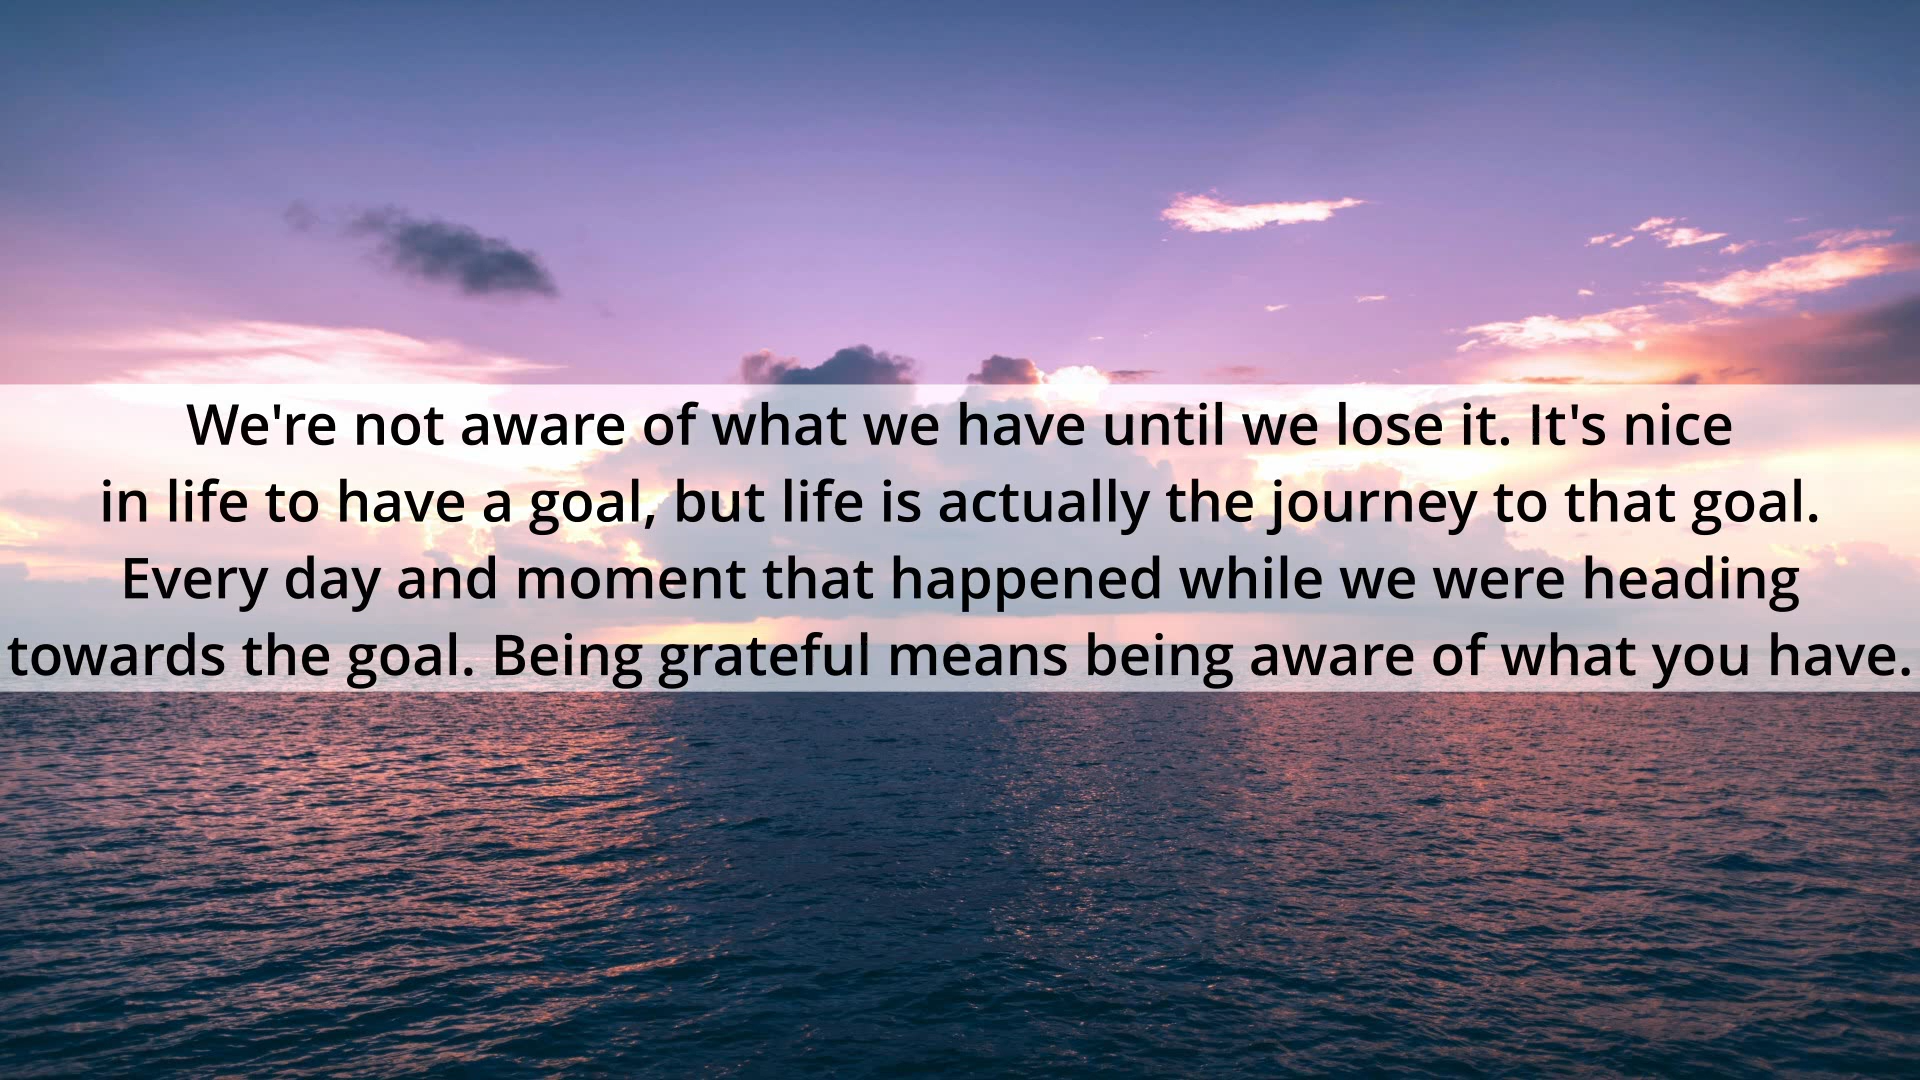 We're not aware of what we have until we lose it. It's nice
in life to have a goal, but life is actually the journey to that goal.
Every day and moment that happened while we were heading
towards the goal. Being grateful means being aware of what you have.